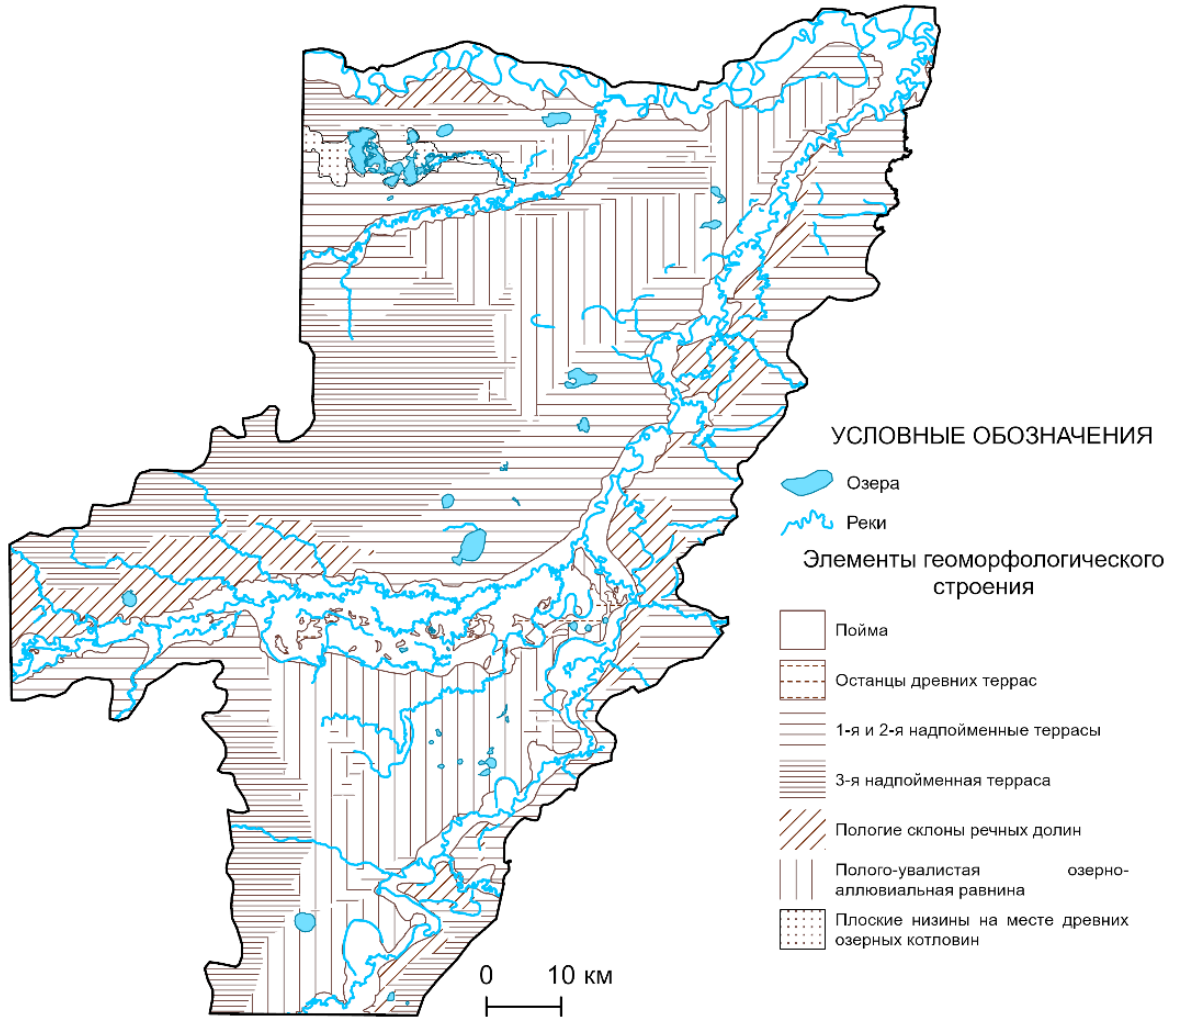 УСЛОВНЫЕ ОБОЗНАЧЕНИЯ
Озера
Реки
Элементы геоморфологического
строения
Пойма
Останцы древних террас
1-я и 2-я надпойменные террасы
3-я надпойменная терраса
Пологие склоны речных долин
Полого-увалистая озерно-
аллювиальная равнина
Плоские низины на месте древних
озерных котловин
0 10 км